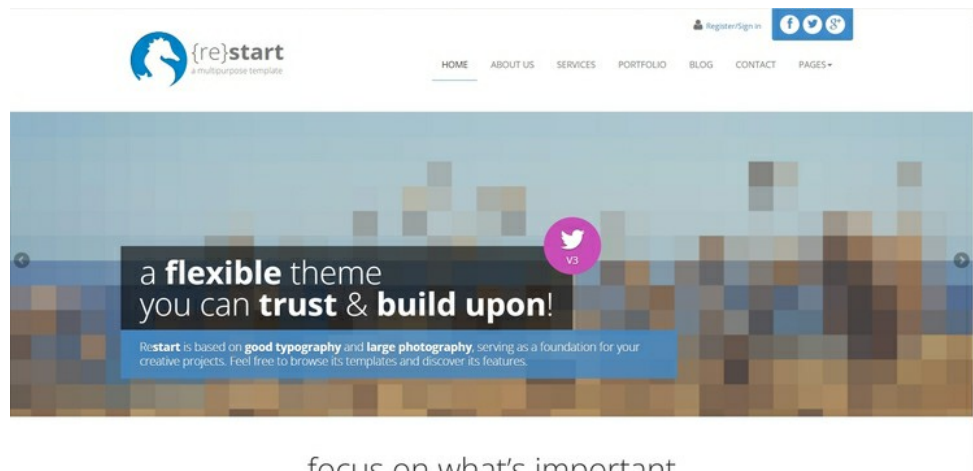 Register/Sign in
{re}start
a multipurpose template
HOME ABOUT US SERVICES PORTFOLIO BLOG CONTACT PAGES
V3
a flexible theme
you can trust & build upon!
Restart is based on good typography and large photography, serving as a foundation for your
creative projects. Feel free to browse its templates and discover its features.
focus on what's important